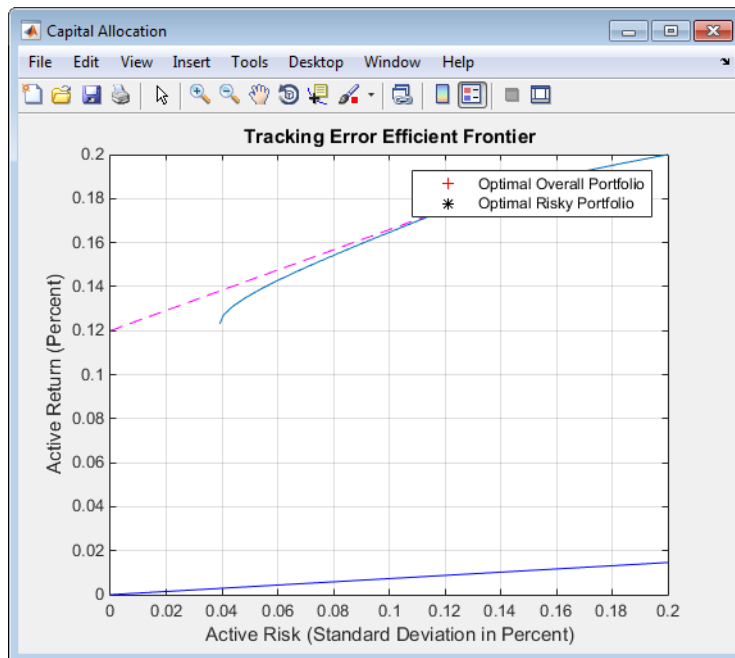 Capital Allocation
File Edit View Insert Tools Desktop Window Help
Tracking Error Efficient Frontier
Optimal Overall Portfolio
Optimal Risky Portfolio
Active Return (Percent)
0.2
0.18
0.16
0.14
0.12
0.1
0.08
0.06
0.04
0.02
0
0 0.02 0.04 0.06 0.08 0.1 0.12 0.14 0.16 0.18 0.2
Active Risk (Standard Deviation in Percent)